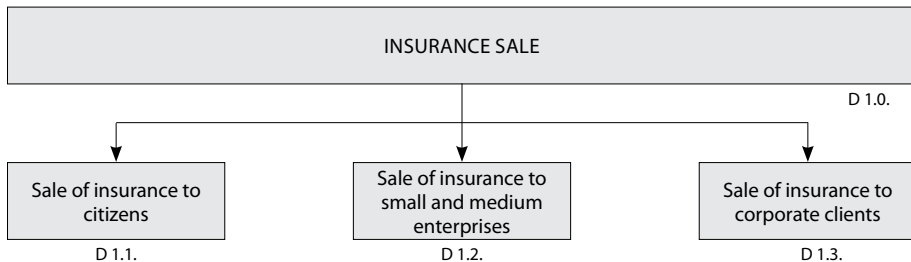 INSURANCE SALE
D 1.0.
Sale of insurance to
citizens
D 1.1.
Sale of insurance to
small and medium
enterprises
D 1.2.
Sale of insurance to
corporate clients
D 1.3.